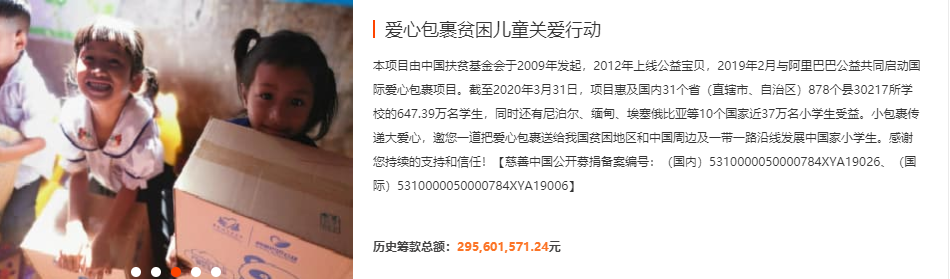 爱心包裹贫困儿童关爱行动
本项目由中国扶贫基金会于2009年发起，2012年上线公益宝贝，2019年2月与阿里巴巴公益共同启动国
际爱心包裹项目。截至2020年3月31日，项目惠及国内31个省（直辖市、自治区）878个县30217所学
校的647.39万名学生，同时还有尼泊尔、缅甸、埃塞俄比亚等10个国家近37万名小学生受益。小包裹传
递大爱心，邀您一道把爱心包裹送给我国贫困地区和中国周边及一带一路沿线发展中国家小学生。感谢
您持续的支持和信任！【慈善中国公开募捐备案编号：（国内）5310000050000784XYA19026、（国
际）5310000050000784XYA19006】
历史筹款总额：295,601,571.24元